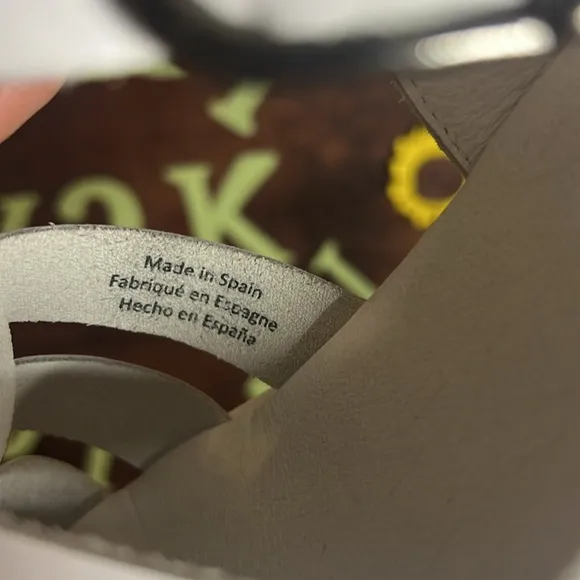 Made in Spain
Fabriqué en Espagne
Hecho en España